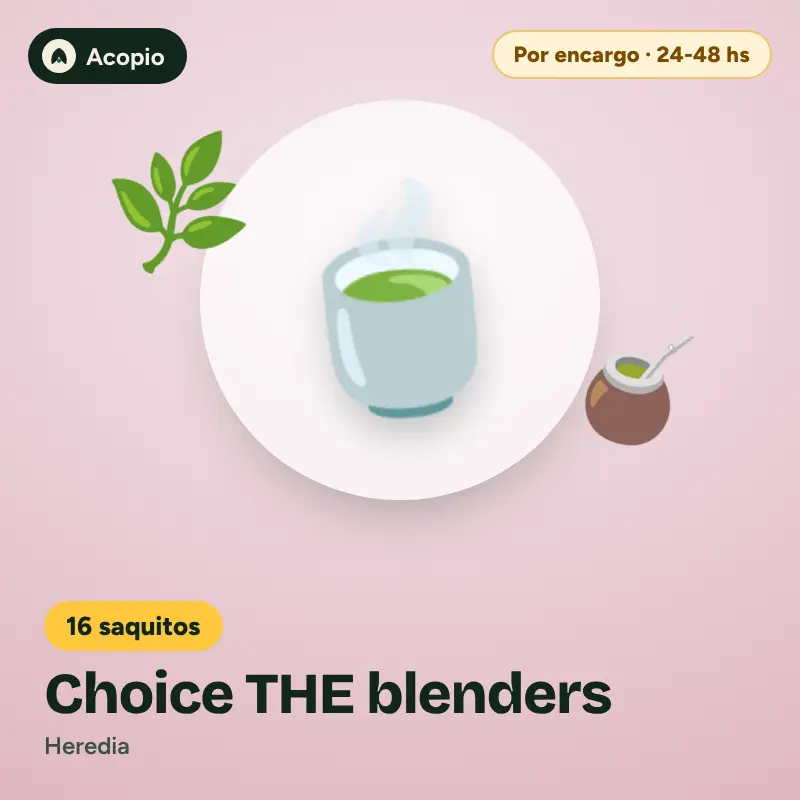 Acopio
Por encargo · 24-48 hs
16 saquitos
Choice THE blenders
Heredia